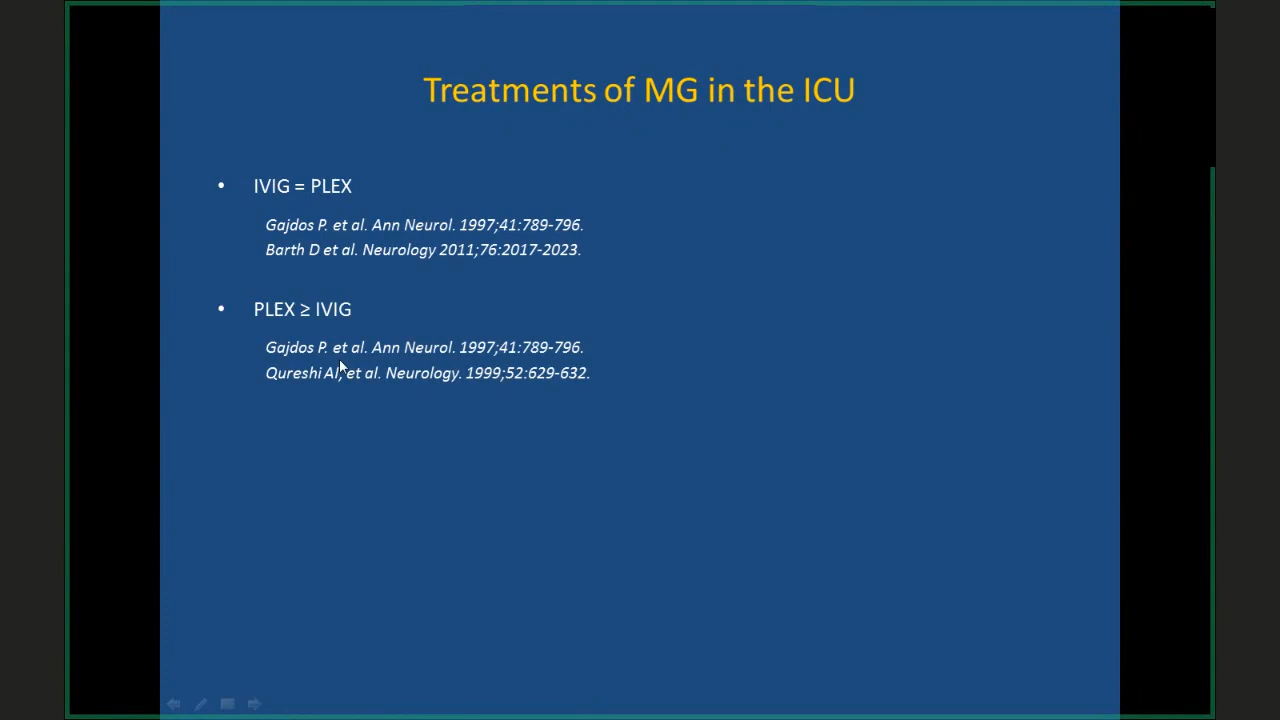 Treatments of MG in the ICU
• IVIG = PLEX
Gajdos P. et al. Ann Neurol. 1997;41:789-796.
Barth D et al. Neurology 2011;76:2017-2023.
• PLEX ≥ IVIG
Gajdos P. et al. Ann Neurol. 1997;41:789-796.
Qureshi AI, et al. Neurology. 1999;52:629-632.